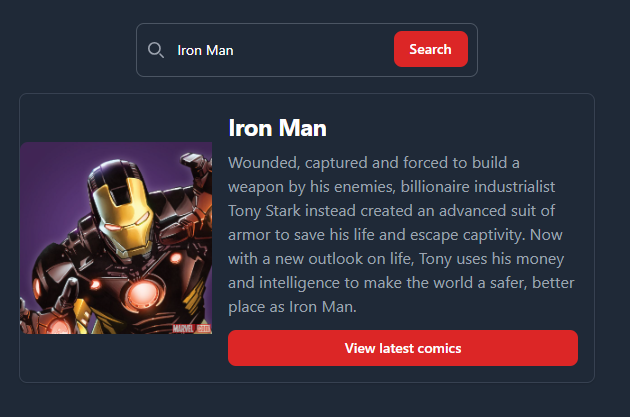 Iron Man
Search
Iron Man
Wounded, captured and forced to build a
weapon by his enemies, billionaire industrialist
Tony Stark instead created an advanced suit of
armor to save his life and escape captivity. Now
with a new outlook on life, Tony uses his money
and intelligence to make the world a safer, better
place as Iron Man.
MARVEL
View latest comics